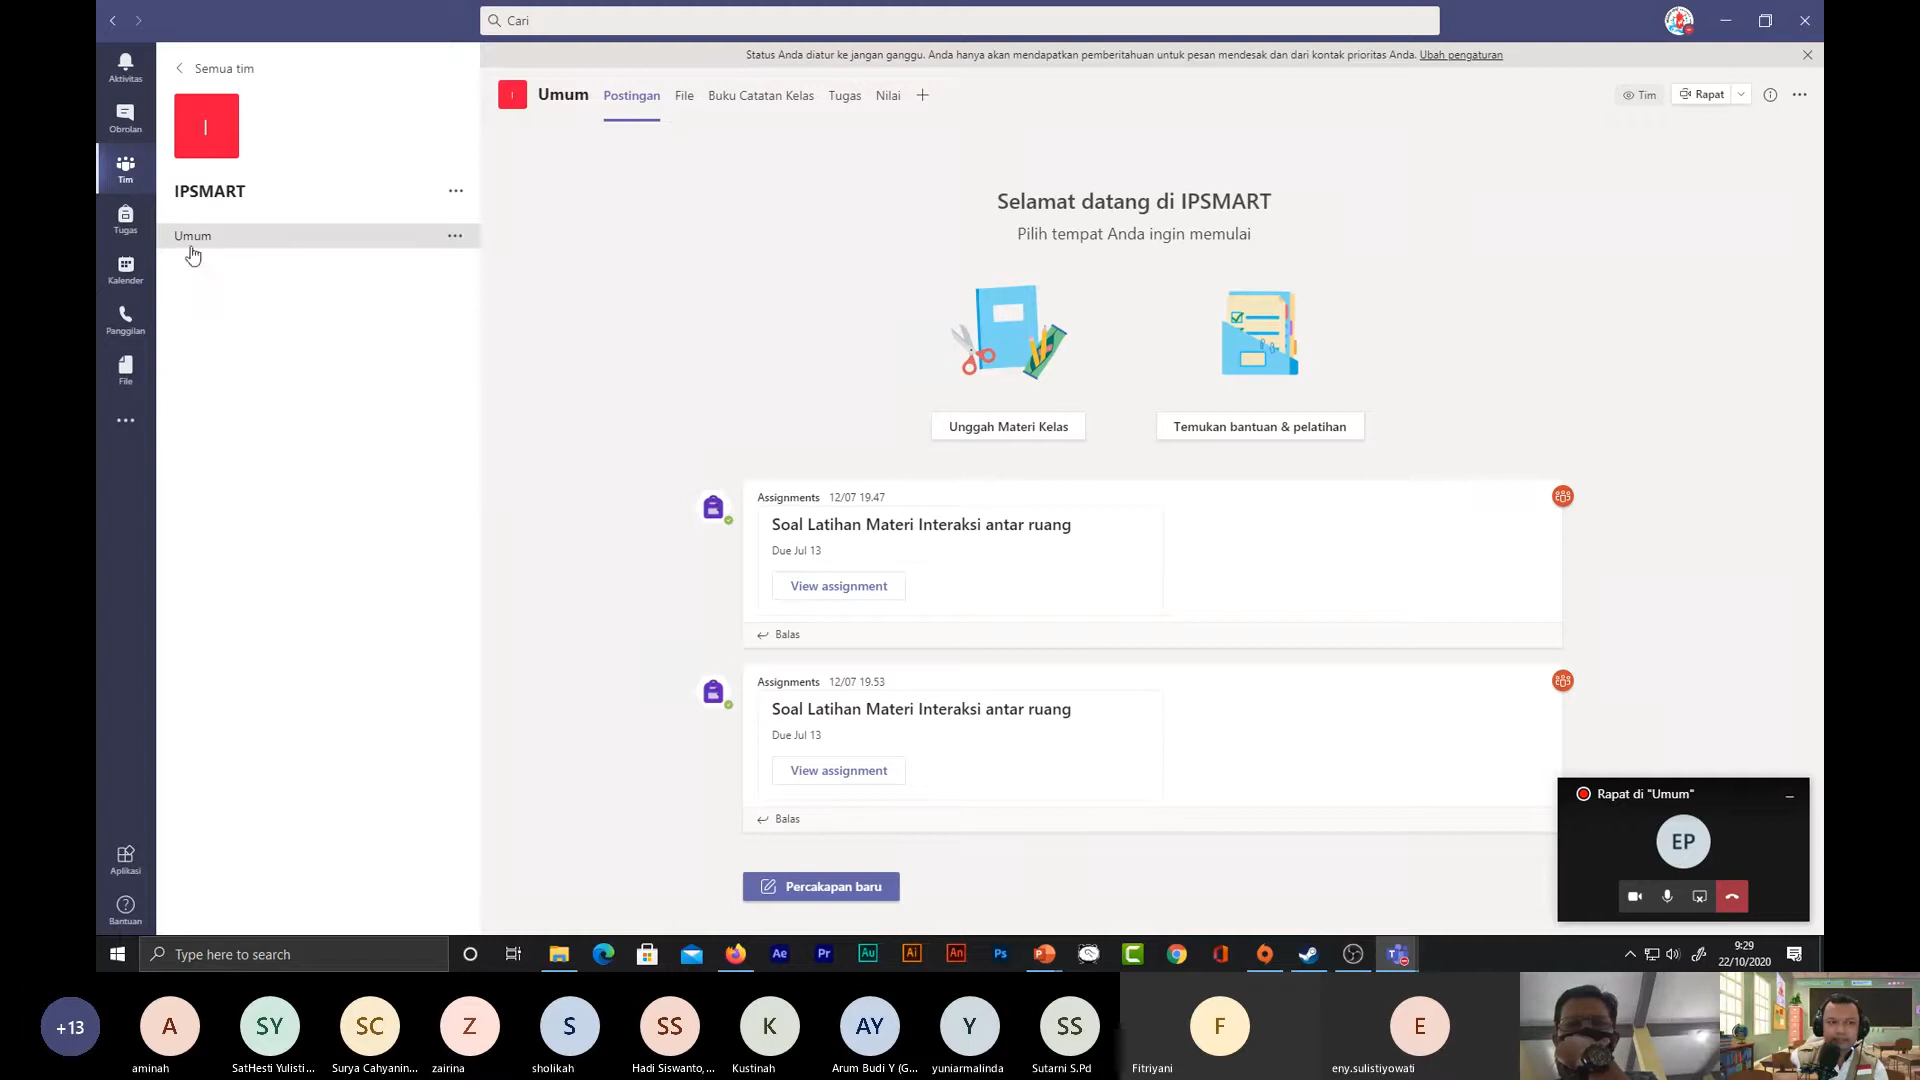 Cari
Status Anda diatur ke jangan ganggu. Anda hanya akan mendapatkan pemberitahuan untuk pesan mendesak dan dari kontak prioritas Anda. Ubah pengaturan
Aktivitas
Obrolan
Tim
Tugas
Kalender
Panggilan
File
Aplikasi
Bantuan
Semua tim
I
IPSMART
Umum
I
Umum
Postingan
File
Buku Catatan Kelas
Tugas
Nilai
Tim
Rapat
Selamat datang di IPSMART
Pilih tempat Anda ingin memulai
Unggah Materi Kelas
Temukan bantuan & pelatihan
Assignments 12/07 19.47
Soal Latihan Materi Interaksi antar ruang
Due Jul 13
View assignment
Balas
Assignments 12/07 19.53
Soal Latihan Materi Interaksi antar ruang
Due Jul 13
View assignment
Balas
Percakapan baru
Rapat di "Umum"
EP
Type here to search
Ae
Pr
Au
Ai
An
Ps
9:29
22/10/2020
+13
A
SY
SC
Z
S
SS
K
AY
Y
SS
F
E
aminah
SatHesti Yulisti...
Surya Cahyanin...
zairina
sholikah
Hadi Siswanto,...
Kustinah
Arum Budi Y (G...
yuniarmalinda
Sutarni S.Pd
Fitriyani
eny.sulistiyowati